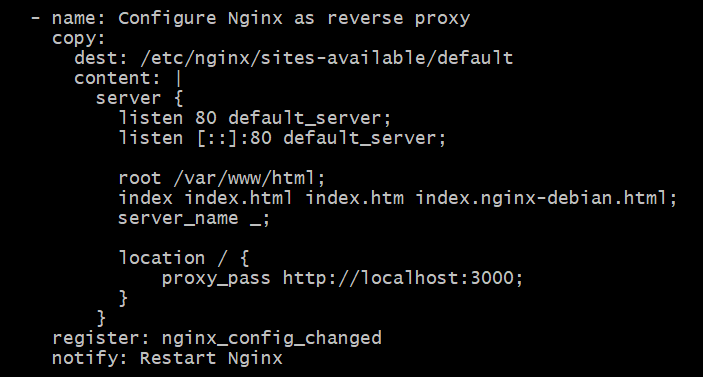 - name: Configure Nginx as reverse proxy
  copy:
    dest: /etc/nginx/sites-available/default
    content: |
      server {
        listen 80 default_server;
        listen [::]:80 default_server;

        root /var/www/html;
        index index.html index.htm index.nginx-debian.html;
        server_name _;

        location / {
            proxy_pass http://localhost:3000;
        }
      }
  register: nginx_config_changed
  notify: Restart Nginx